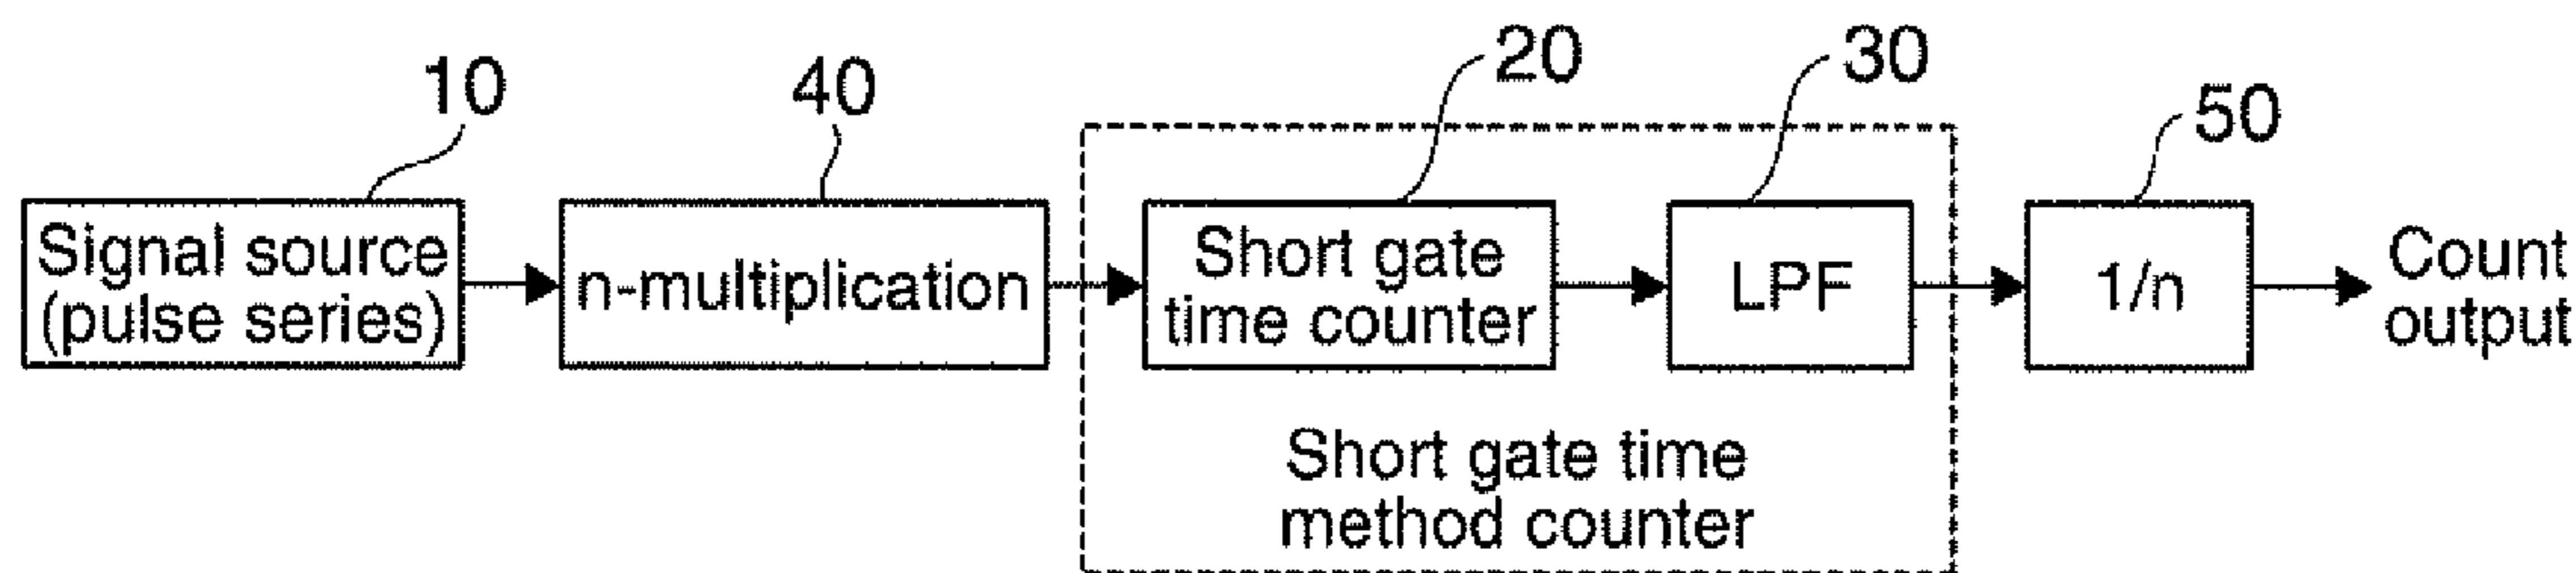 10
40
20
30
50
Signal source
(pulse series)
n-multiplication
Short gate
time counter
LPF
1/n
Count
output
Short gate time
method counter